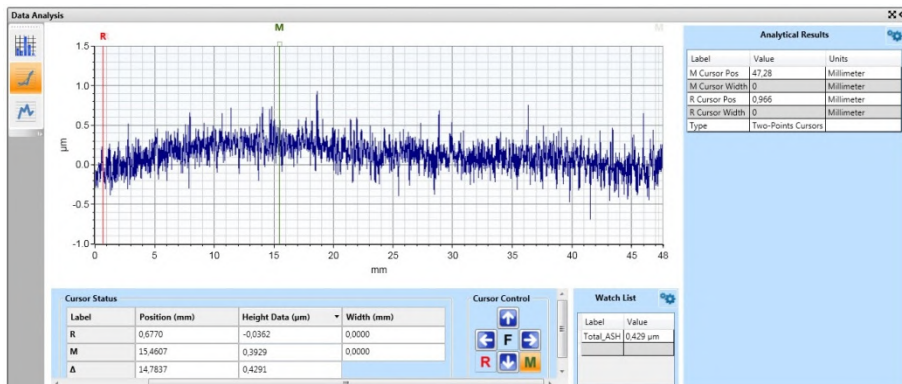 Data Analysis
R
M
M
1.5
1.0
0.5
0.0
-0.5
-1.0
µm
0 5 10 15 20 25 30 35 40 45 48
mm
Analytical Results
Label Value Units
M Cursor Pos 47,28 Millimeter
M Cursor Width 0 Millimeter
R Cursor Pos 0,966 Millimeter
R Cursor Width 0 Millimeter
Type Two-Points Cursors
Cursor Status
Label Position (mm) Height Data (µm) Width (mm)
R 0,6770 -0,0362 0,0000
M 15,4607 0,3929 0,0000
Δ 14,7837 0,4291
Cursor Control
F
R M
Watch List
Label Value
Total_ASH 0,429 µm